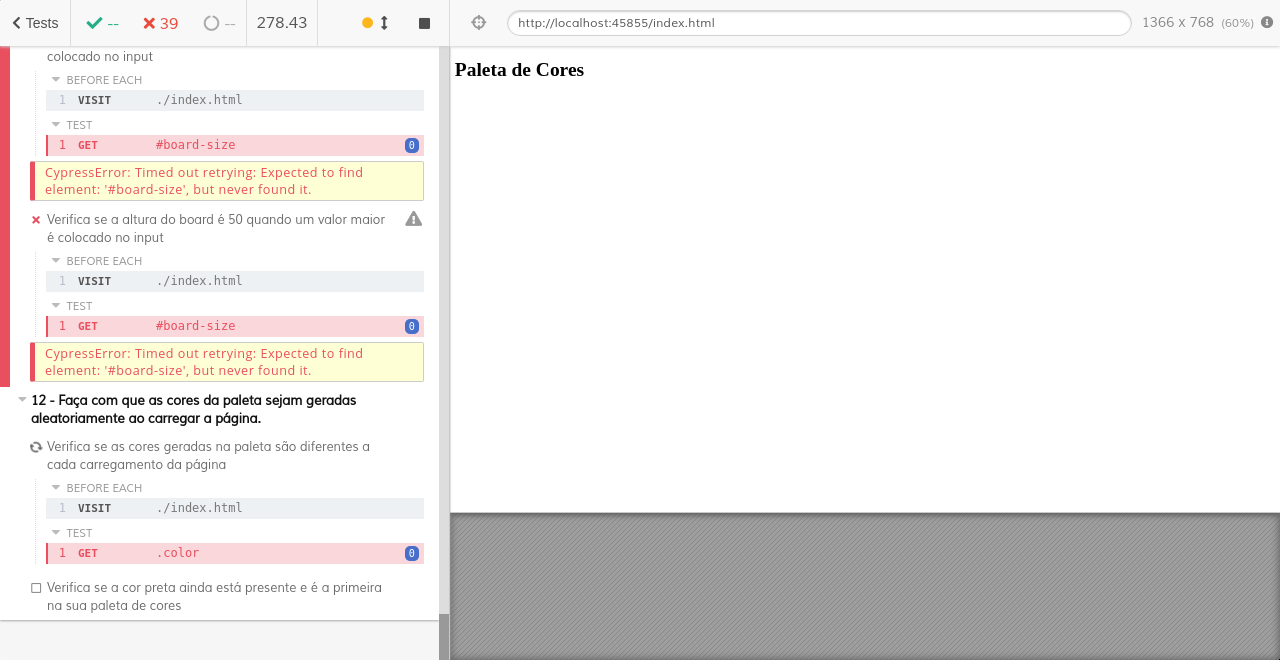 Tests
--
39
--
278.43
http://localhost:45855/index.html
1366 x 768 (60%)
colocado no input
BEFORE EACH
1 VISIT ./index.html
TEST
1 GET #board-size 0
CypressError: Timed out retrying: Expected to find
element: '#board-size', but never found it.
Verifica se a altura do board é 50 quando um valor maior
é colocado no input
BEFORE EACH
1 VISIT ./index.html
TEST
1 GET #board-size 0
CypressError: Timed out retrying: Expected to find
element: '#board-size', but never found it.
12 - Faça com que as cores da paleta sejam geradas
aleatoriamente ao carregar a página.
Verifica se as cores geradas na paleta são diferentes a
cada carregamento da página
BEFORE EACH
1 VISIT ./index.html
TEST
1 GET .color 0
Verifica se a cor preta ainda está presente e é a primeira
na sua paleta de cores
Paleta de Cores